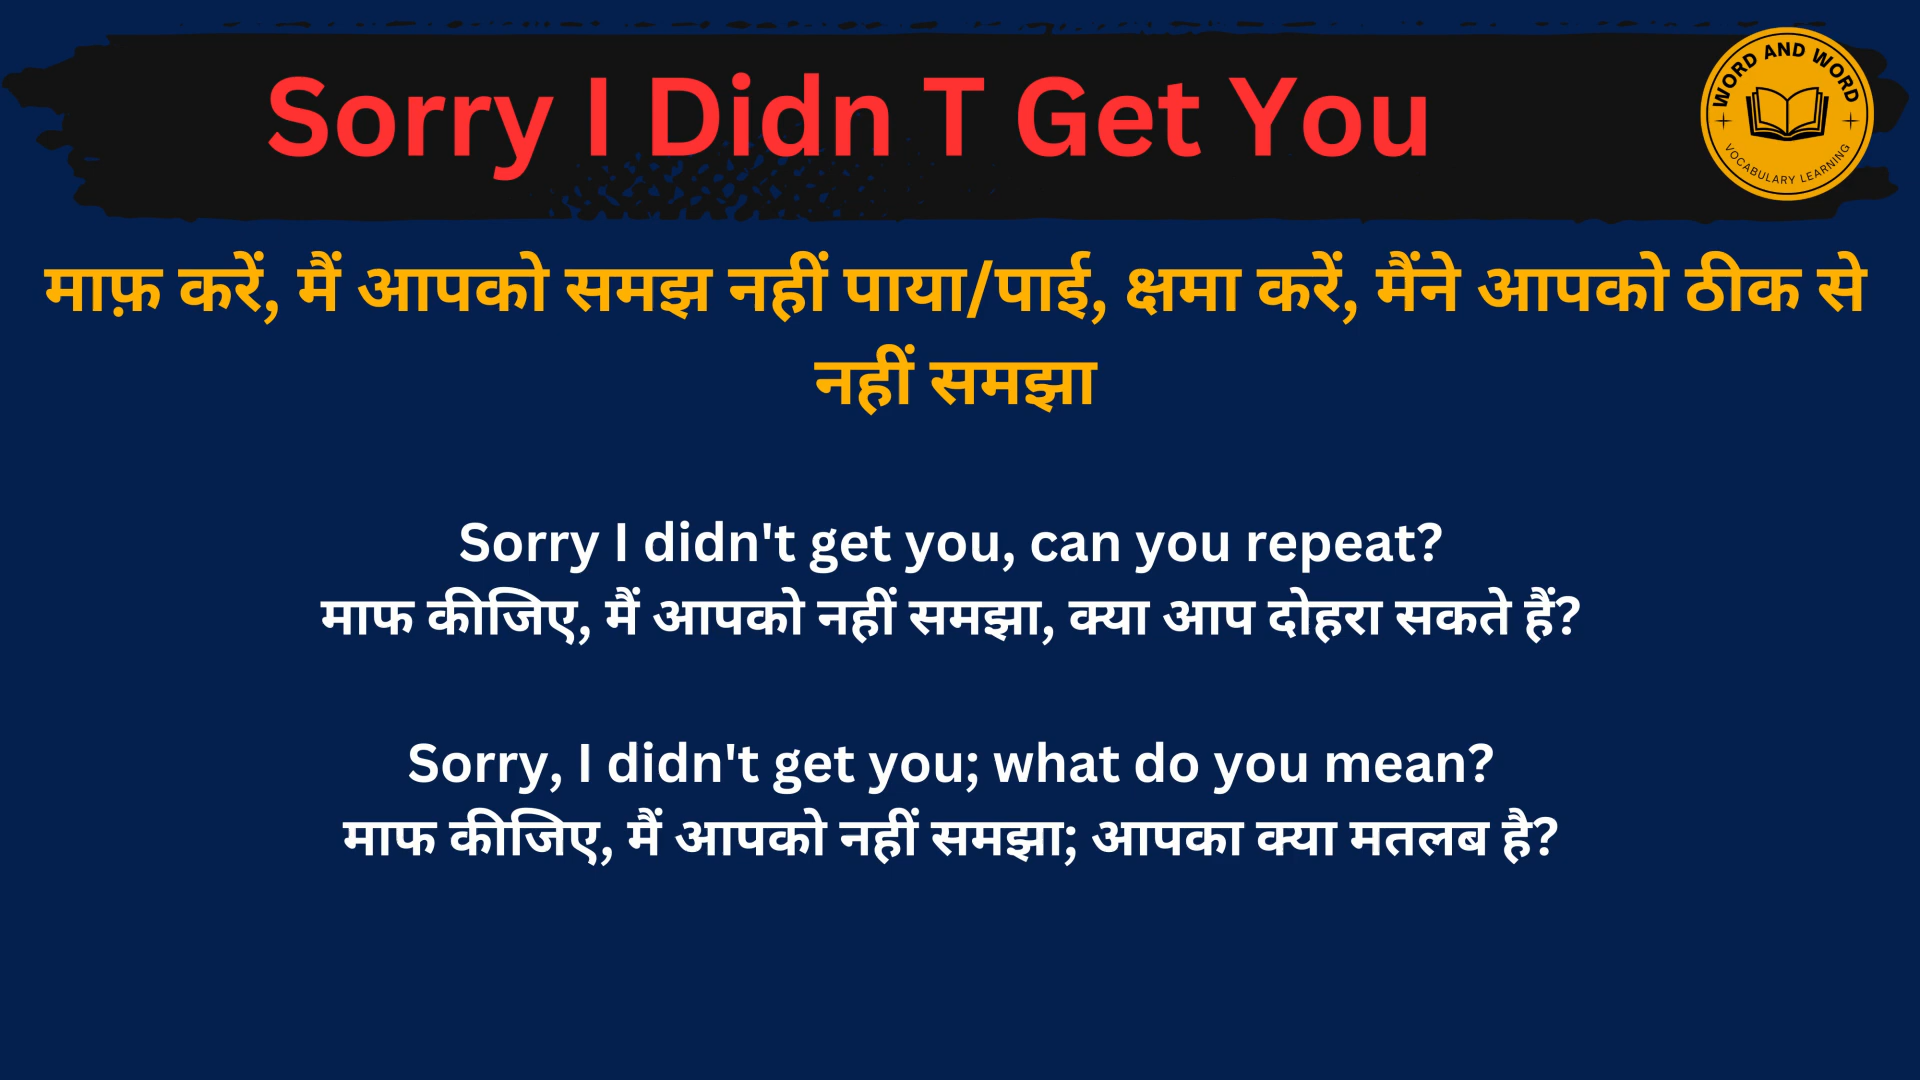 Sorry I Didn T Get You
WORD AND WORD
VOCABULARY LEARNING
माफ़ करें, मैं आपको समझ नहीं पाया/पाई, क्षमा करें, मैंने आपको ठीक से
नहीं समझा
Sorry I didn't get you, can you repeat?
माफ कीजिए, मैं आपको नहीं समझा, क्या आप दोहरा सकते हैं?
Sorry, I didn't get you; what do you mean?
माफ कीजिए, मैं आपको नहीं समझा; आपका क्या मतलब है?